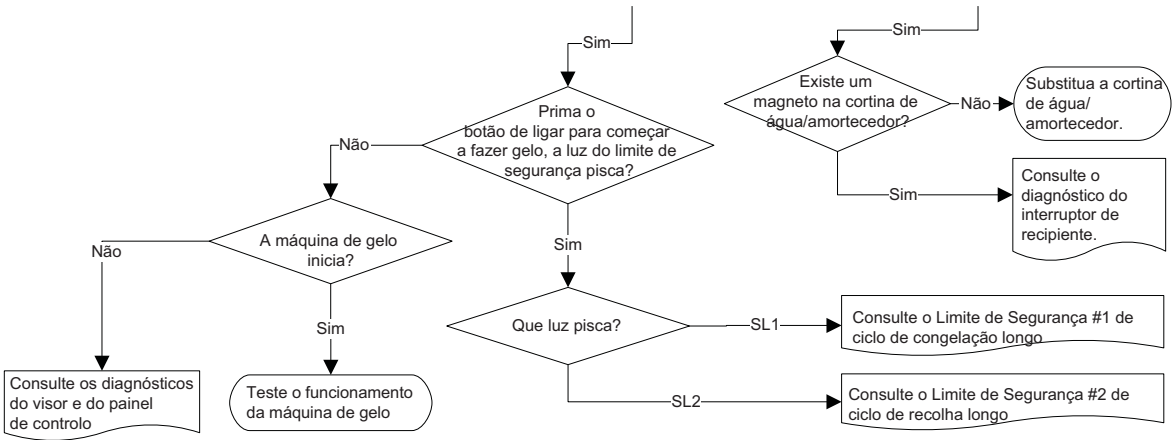 Sim
Sim
Prima o
botão de ligar para começar
a fazer gelo, a luz do limite de
segurança pisca?
Existe um
magneto na cortina de
água/amortecedor?
Não
Substitua a cortina
de água/
amortecedor.
Não
Sim
Consulte o
diagnóstico do
interruptor de
recipiente.
A máquina de gelo
inicia?
Não
Sim
Sim
Que luz pisca?
SL1
Consulte o Limite de Segurança #1 de
ciclo de congelação longo
SL2
Consulte o Limite de Segurança #2 de
ciclo de recolha longo
Consulte os diagnósticos
do visor e do painel
de controlo
Teste o funcionamento
da máquina de gelo